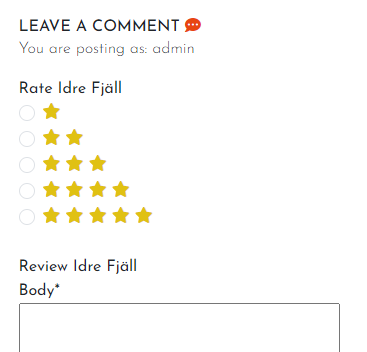 LEAVE A COMMENT
You are posting as: admin
Rate Idre Fjäll
Review Idre Fjäll
Body*